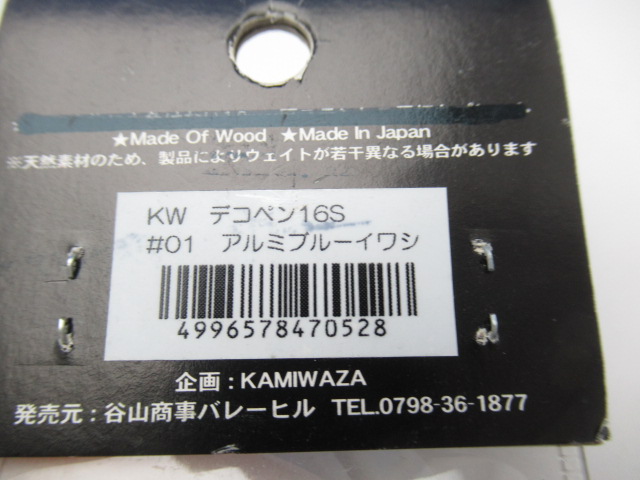 ★Made Of Wood ★Made In Japan
※天然素材のため、製品によりウェイトが若干異なる場合があります
KW デコペン16S
#01 アルミブルーイワシ
4996578470528
企画:KAMIWAZA
発売元:谷山商事バレーヒル TEL.0798-36-1877